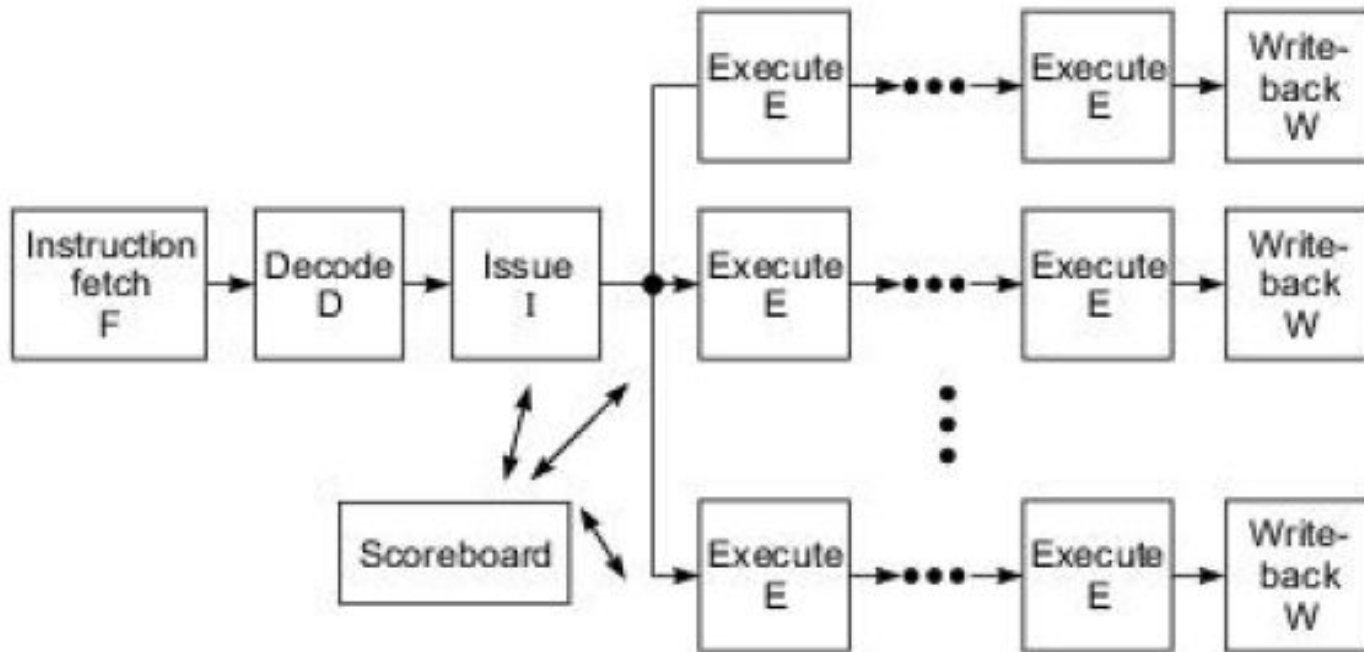 Execute
E
Execute
E
Write-
back
W
Instruction
fetch
F
Decode
D
Issue
I
Execute
E
Execute
E
Write-
back
W
Scoreboard
Execute
E
Execute
E
Write-
back
W